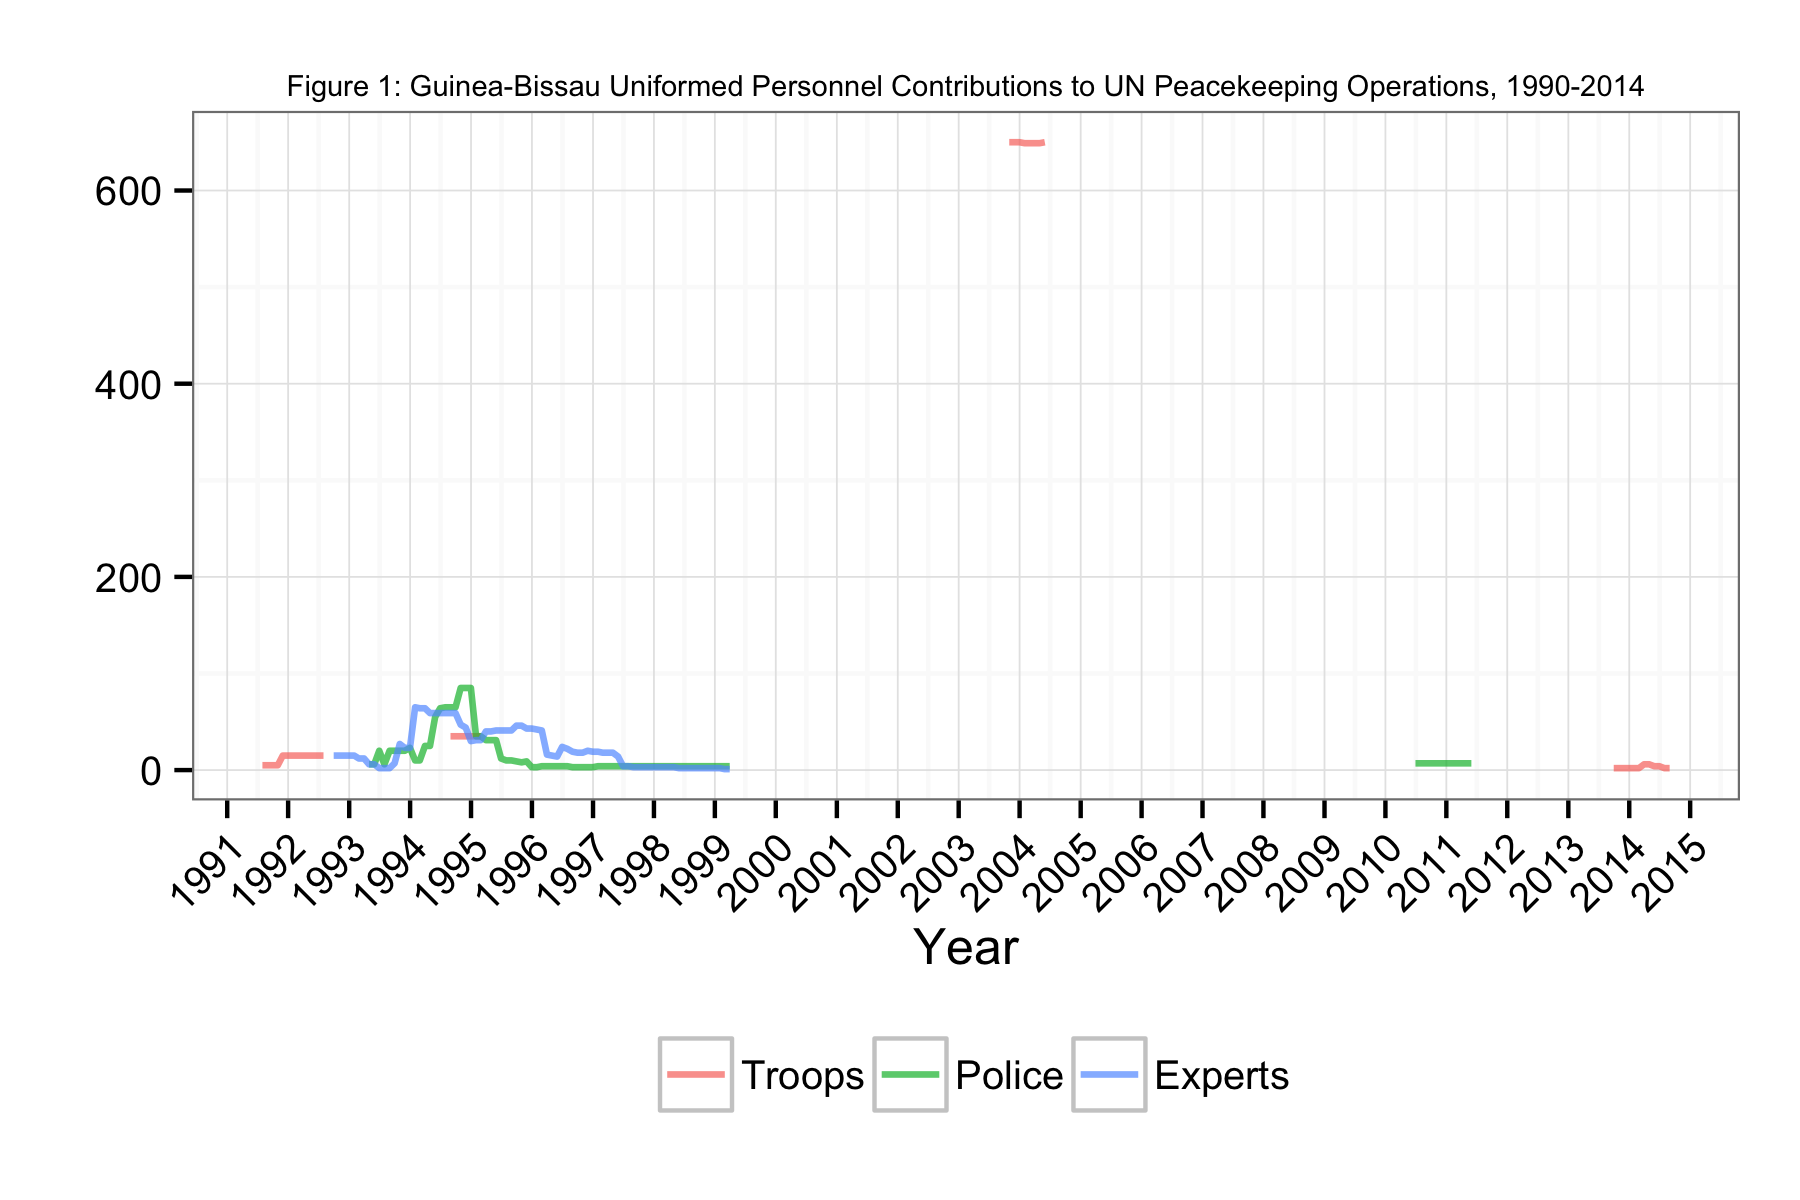 Figure 1: Guinea-Bissau Uniformed Personnel Contributions to UN Peacekeeping Operations, 1990-2014
600
400
200
0
1991 1992 1993 1994 1995 1996 1997 1998 1999 2000 2001 2002 2003 2004 2005 2006 2007 2008 2009 2010 2011 2012 2013 2014 2015
Year
Troops Police Experts